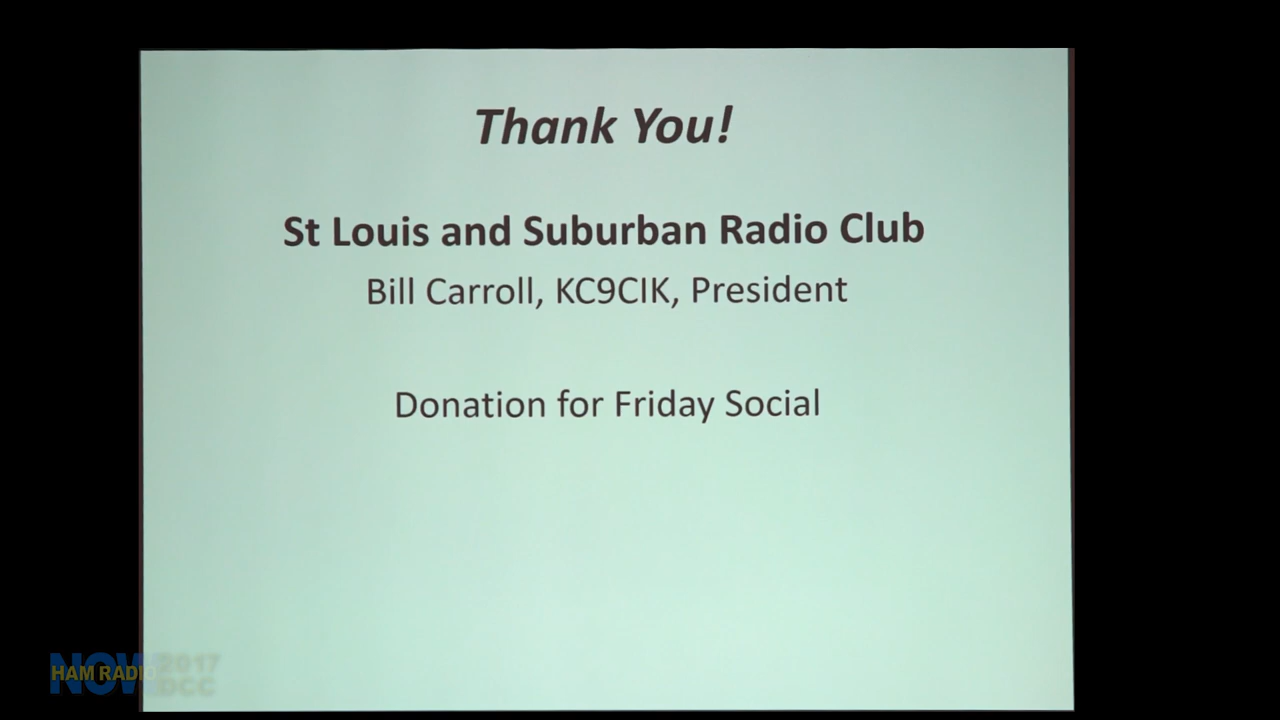 Thank You!
St Louis and Suburban Radio Club
Bill Carroll, KC9CIK, President
Donation for Friday Social
NOW 2017
HAM RADIO
DCC